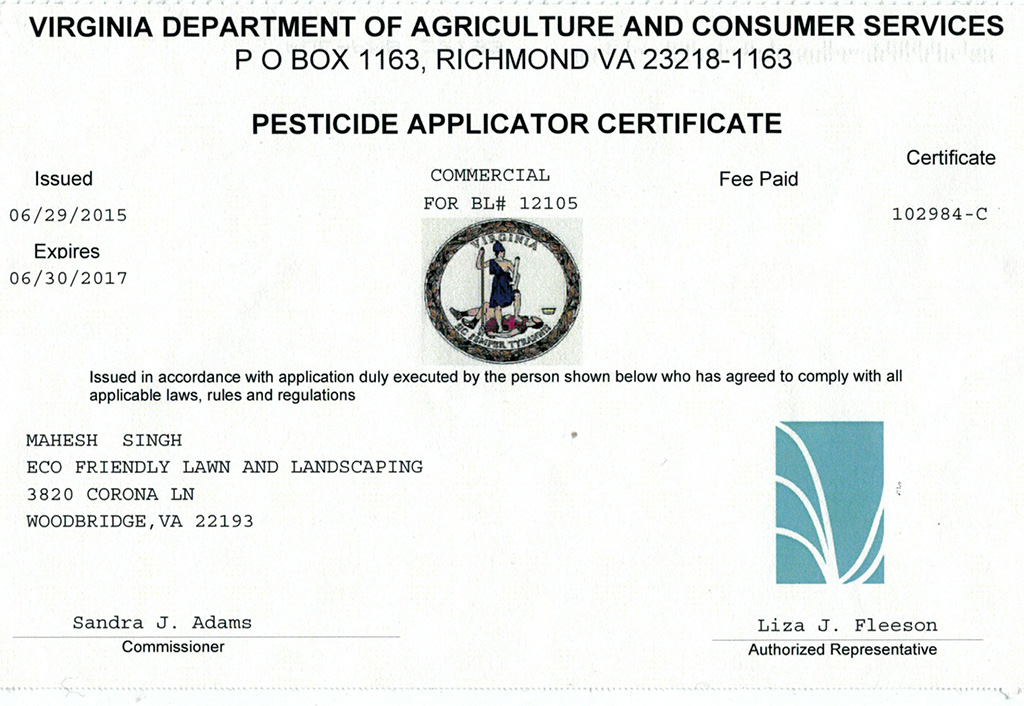 VIRGINIA DEPARTMENT OF AGRICULTURE AND CONSUMER SERVICES
P O BOX 1163, RICHMOND VA 23218-1163
PESTICIDE APPLICATOR CERTIFICATE
Issued
06/29/2015
Expires
06/30/2017
COMMERCIAL
FOR BL# 12105
VIRGINIA
SIC SEMPER TYRANNIS
Fee Paid
Certificate
102984-C
Issued in accordance with application duly executed by the person shown below who has agreed to comply with all
applicable laws, rules and regulations
MAHESH SINGH
ECO FRIENDLY LAWN AND LANDSCAPING
3820 CORONA LN
WOODBRIDGE,VA 22193
Sandra J. Adams
Commissioner
Liza J. Fleeson
Authorized Representative